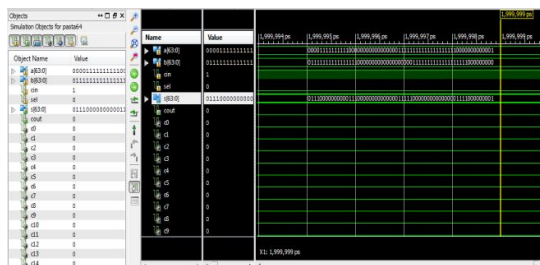 Objects
Simulation Objects for pasta64
Object Name Value
a[63:0]
b[63:0]
cin 1
sel 0
s[63:0]
cout 0
c0 0
c1 0
c2 0
c3 0
c4 0
c5 0
c6 0
c7 0
c8 0
c9 0
c10 0
c11 0
c12 0
c13 0
c14 0
Name Value
a[63:0]
b[63:0]
cin 1
sel 0
s[63:0]
cout 0
c0 0
c1 0
c2 0
c3 0
c4 0
c5 0
c6 0
c7 0
c8 0
c9 0
1,999,999 ps
1,999,994 ps 1,999,995 ps 1,999,996 ps 1,999,997 ps 1,999,998 ps 1,999,999 ps
X1: 1,999,999 ps